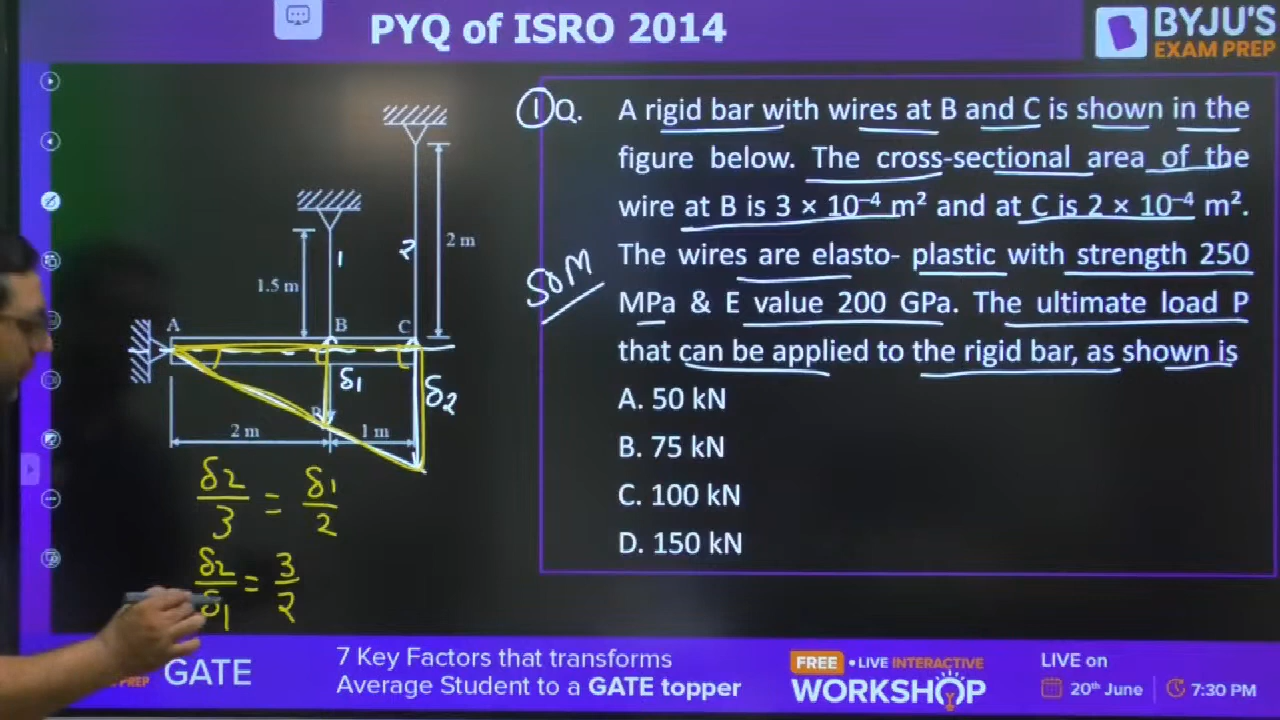 PYQ of ISRO 2014
BYJU'S
EXAM PREP
1 Q. A rigid bar with wires at B and C is shown in the
figure below. The cross-sectional area of the
wire at B is 3 × 10⁻⁴ m² and at C is 2 × 10⁻⁴ m².
The wires are elasto- plastic with strength 250
MPa & E value 200 GPa. The ultimate load P
that can be applied to the rigid bar, as shown is
A. 50 kN
B. 75 kN
C. 100 kN
D. 150 kN
SOM
2 m
1.5 m
1
2
A
B
C
δ1
δ2
2 m
1 m
δ2/3 = δ1/2
δ2/δ1 = 3/2
PREP
GATE
7 Key Factors that transforms
Average Student to a GATE topper
FREE • LIVE INTERACTIVE
WORKSHOP
LIVE on
20th June
7:30 PM